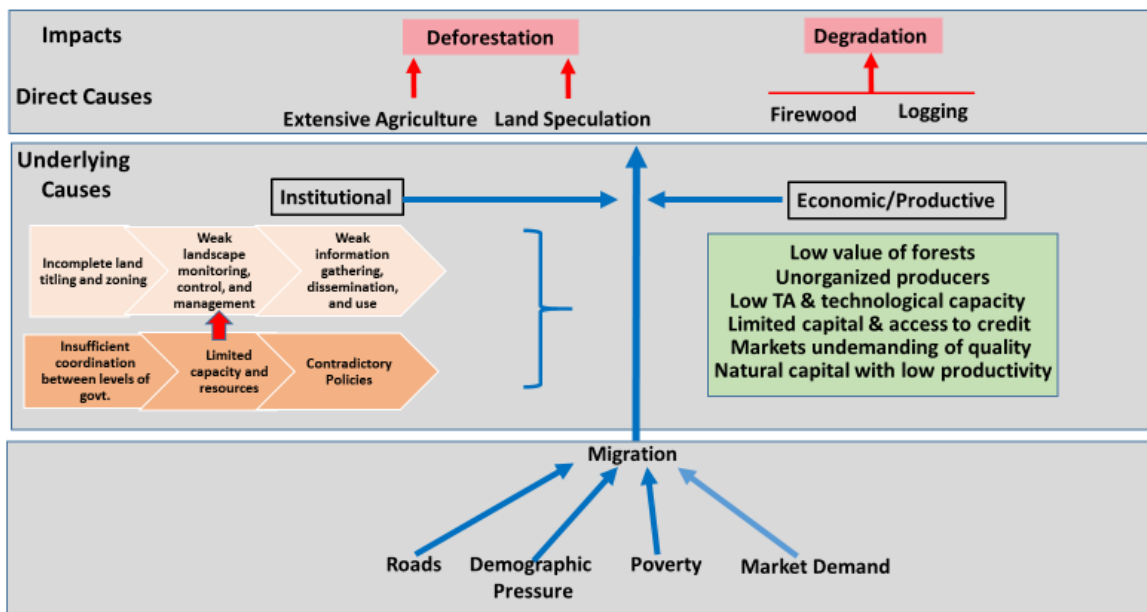 Impacts
Deforestation
Degradation
Direct Causes
Extensive Agriculture
Land Speculation
Firewood
Logging
Underlying
Causes
Institutional
Economic/Productive
Incomplete land
titling and zoning
Weak
landscape
monitoring,
control, and
management
Weak
information
gathering,
dissemination,
and use
Insufficient
coordination
between levels of
govt.
Limited
capacity and
resources
Contradictory
Policies
Low value of forests
Unorganized producers
Low TA & technological capacity
Limited capital & access to credit
Markets undemanding of quality
Natural capital with low productivity
Migration
Roads
Demographic
Pressure
Poverty
Market Demand